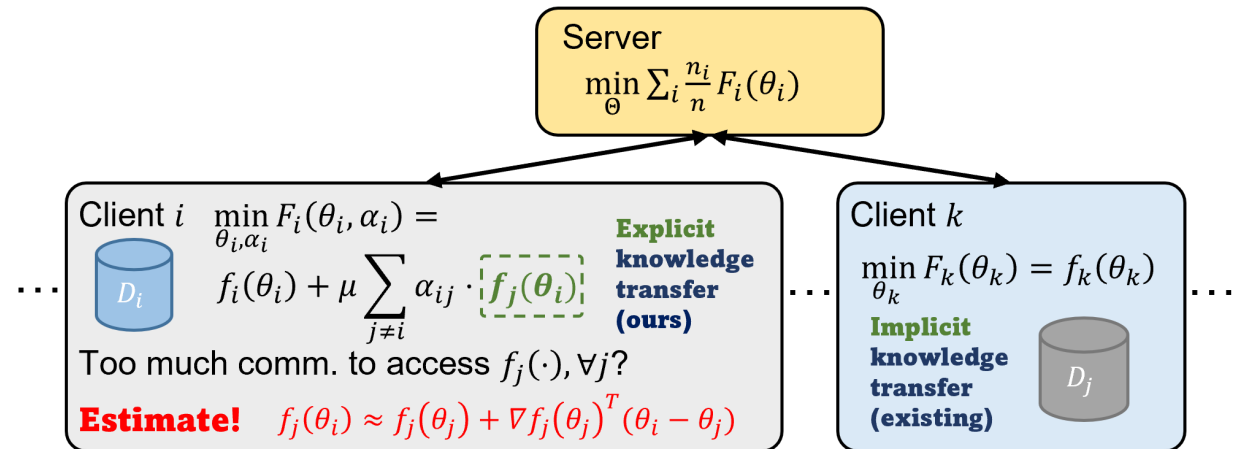 Server
min_Θ ∑_i n_i/n F_i(θ_i)
Client i min_{θ_i,α_i} F_i(θ_i, α_i) =
D_i
f_i(θ_i) + μ ∑_{j≠i} α_{ij} · f_j(θ_i)
Explicit
knowledge
transfer
(ours)
Too much comm. to access f_j(·), ∀j?
Estimate! f_j(θ_i) ≈ f_j(θ_j) + ∇f_j(θ_j)^T (θ_i − θ_j)
Client k
min_{θ_k} F_k(θ_k) = f_k(θ_k)
Implicit
knowledge
transfer
(existing)
D_j
...
...
...